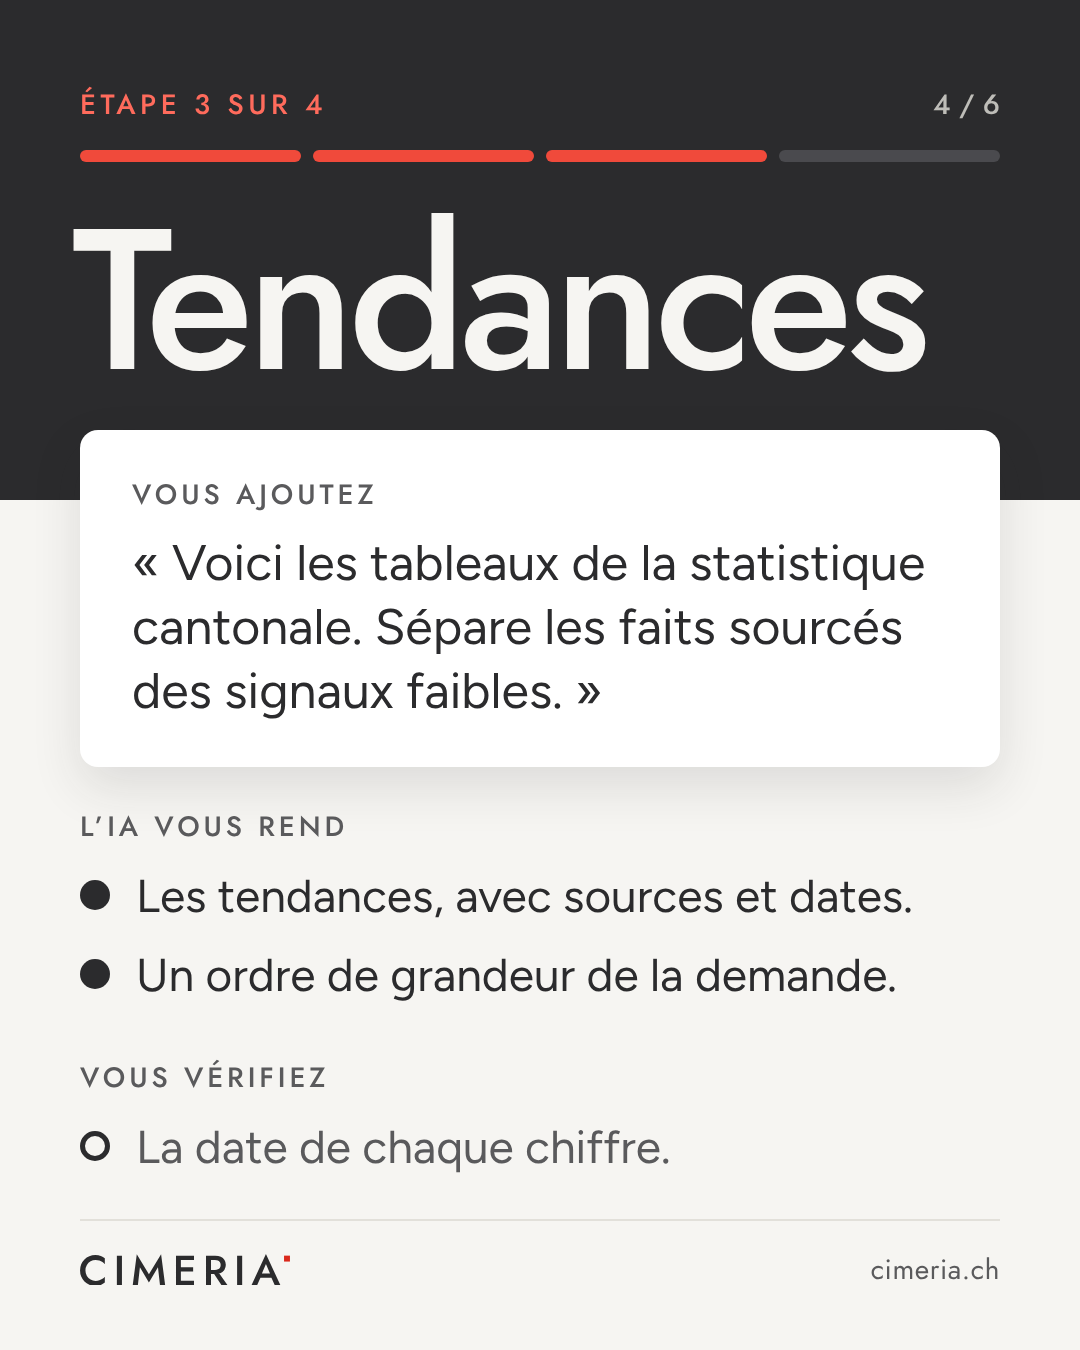 ÉTAPE 3 SUR 4
4 / 6
Tendances
VOUS AJOUTEZ
« Voici les tableaux de la statistique
cantonale. Sépare les faits sourcés
des signaux faibles. »
L’IA VOUS REND
Les tendances, avec sources et dates.
Un ordre de grandeur de la demande.
VOUS VÉRIFIEZ
La date de chaque chiffre.
CIMERIA
cimeria.ch